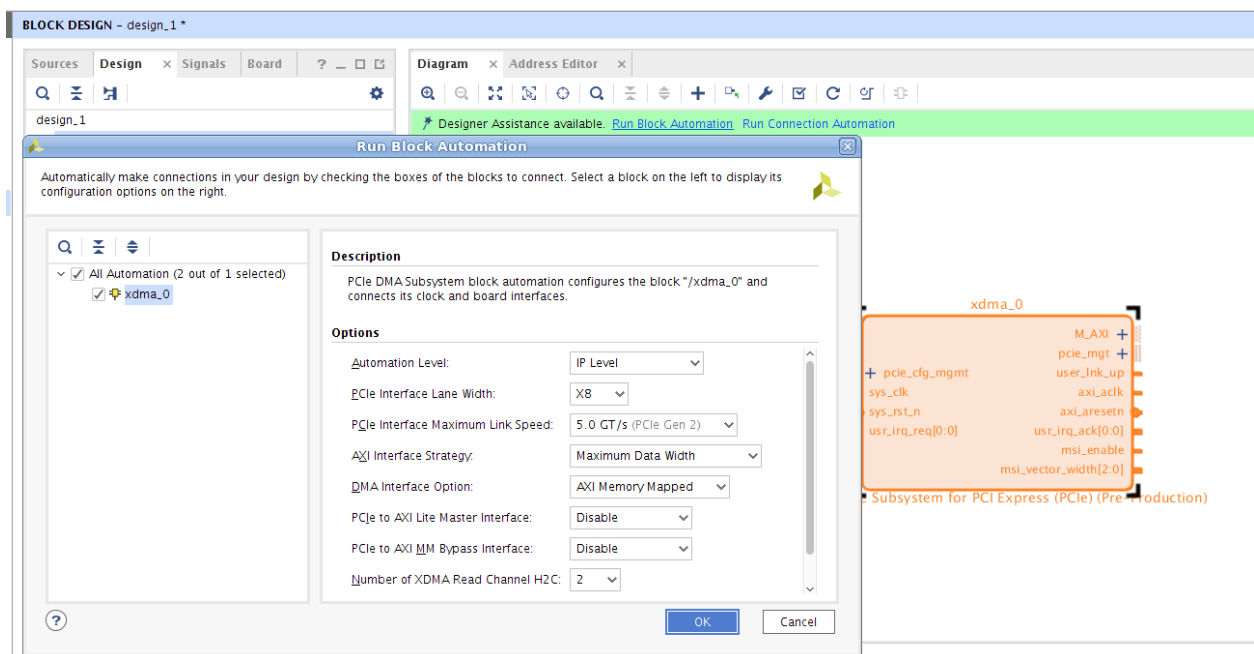 BLOCK DESIGN - design_1 *
Sources Design × Signals Board ? _
Diagram × Address Editor ×
design_1
Designer Assistance available. Run Block Automation Run Connection Automation
Run Block Automation
Automatically make connections in your design by checking the boxes of the blocks to connect. Select a block on the left to display its
configuration options on the right.
All Automation (2 out of 1 selected)
xdma_0
Description
PCIe DMA Subsystem block automation configures the block "/xdma_0" and
connects its clock and board interfaces.
Options
Automation Level: IP Level
PCIe Interface Lane Width: X8
PCIe Interface Maximum Link Speed: 5.0 GT/s (PCIe Gen 2)
AXI Interface Strategy: Maximum Data Width
DMA Interface Option: AXI Memory Mapped
PCIe to AXI Lite Master Interface: Disable
PCIe to AXI MM Bypass Interface: Disable
Number of XDMA Read Channel H2C: 2
? OK Cancel
xdma_0
M_AXI
pcie_mgt
pcie_cfg_mgmt user_lnk_up
sys_clk axi_aclk
sys_rst_n axi_aresetn
usr_irq_req[0:0] usr_irq_ack[0:0]
msi_enable
msi_vector_width[2:0]
Subsystem for PCI Express (PCIe) (Pre-Production)